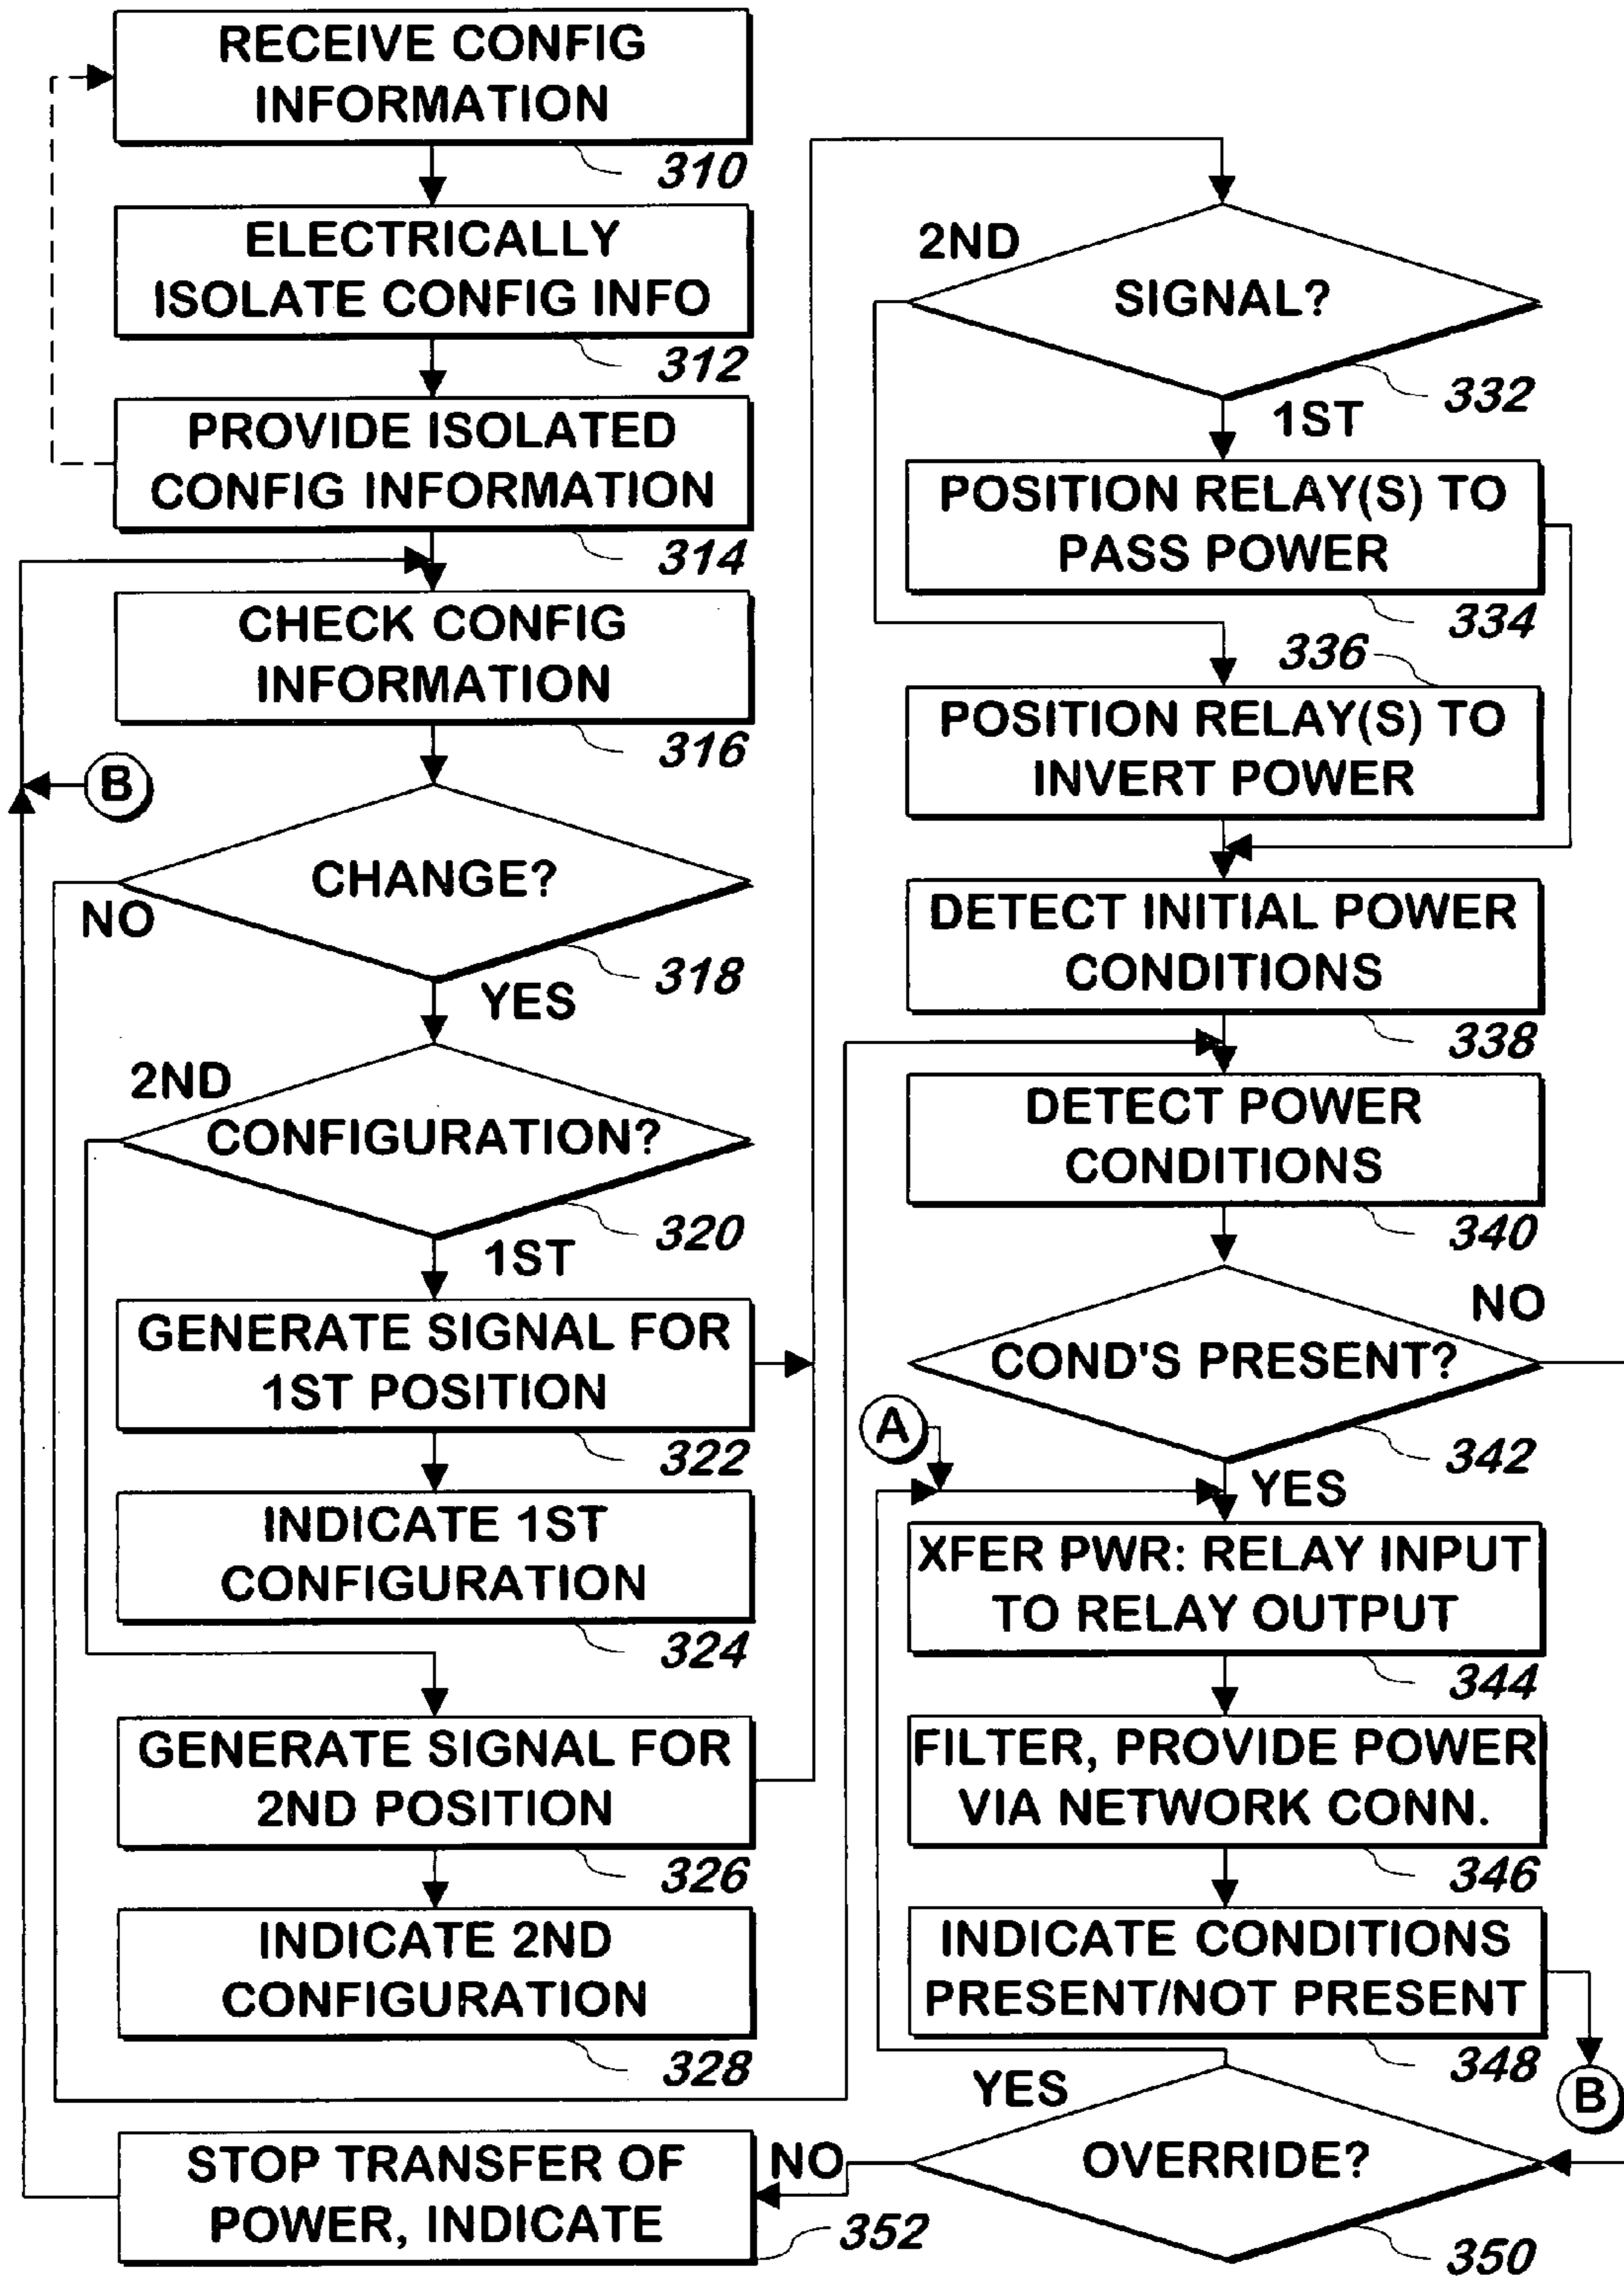 RECEIVE CONFIG
INFORMATION
310
ELECTRICALLY
ISOLATE CONFIG INFO
312
PROVIDE ISOLATED
CONFIG INFORMATION
314
CHECK CONFIG
INFORMATION
316
B
CHANGE?
NO
318
YES
2ND
CONFIGURATION?
320
1ST
GENERATE SIGNAL FOR
1ST POSITION
322
INDICATE 1ST
CONFIGURATION
324
GENERATE SIGNAL FOR
2ND POSITION
326
INDICATE 2ND
CONFIGURATION
328
STOP TRANSFER OF
POWER, INDICATE
352
2ND
SIGNAL?
332
1ST
POSITION RELAY(S) TO
PASS POWER
334
336
POSITION RELAY(S) TO
INVERT POWER
DETECT INITIAL POWER
CONDITIONS
338
DETECT POWER
CONDITIONS
340
NO
COND'S PRESENT?
A
342
YES
XFER PWR: RELAY INPUT
TO RELAY OUTPUT
344
FILTER, PROVIDE POWER
VIA NETWORK CONN.
346
INDICATE CONDITIONS
PRESENT/NOT PRESENT
348
B
YES
OVERRIDE?
NO
350